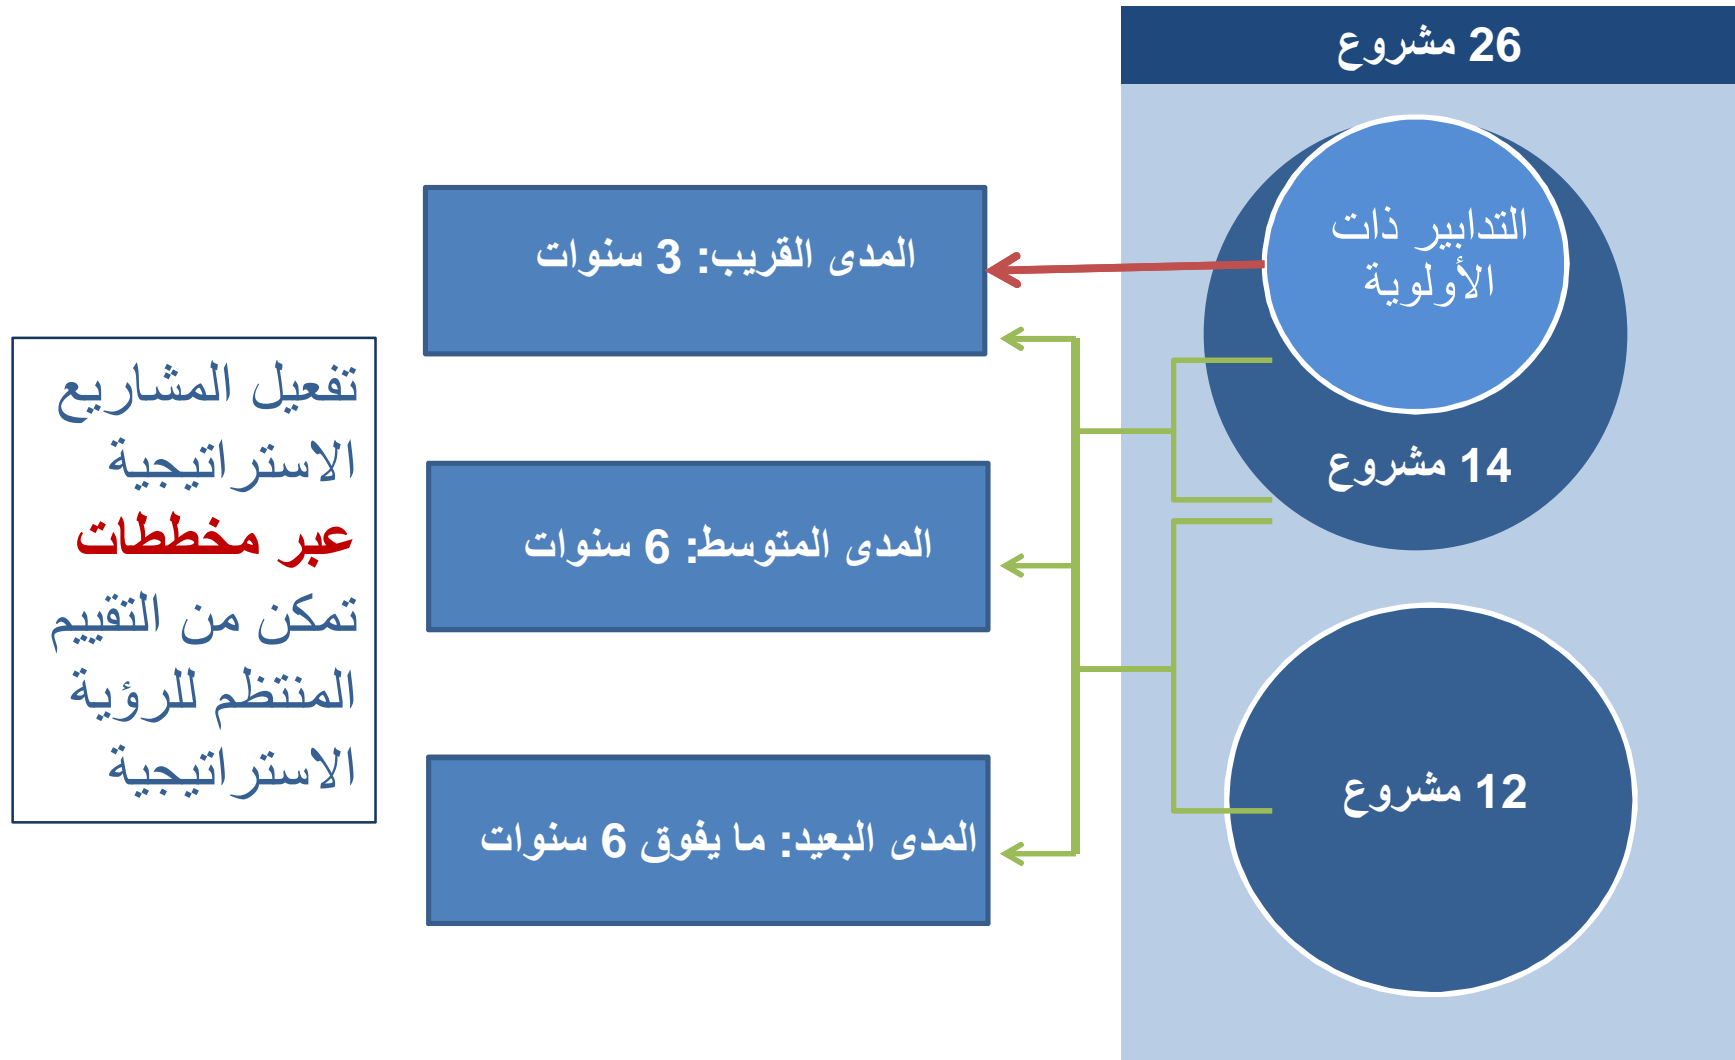 26 مشروع
التدابير ذات
الأولوية
14 مشروع
12 مشروع
المدى القريب: 3 سنوات
المدى المتوسط: 6 سنوات
المدى البعيد: ما يفوق 6 سنوات
تفعيل المشاريع
الاستراتيجية
عبر مخططات
تمكن من التقييم
المنتظم للرؤية
الاستراتيجية